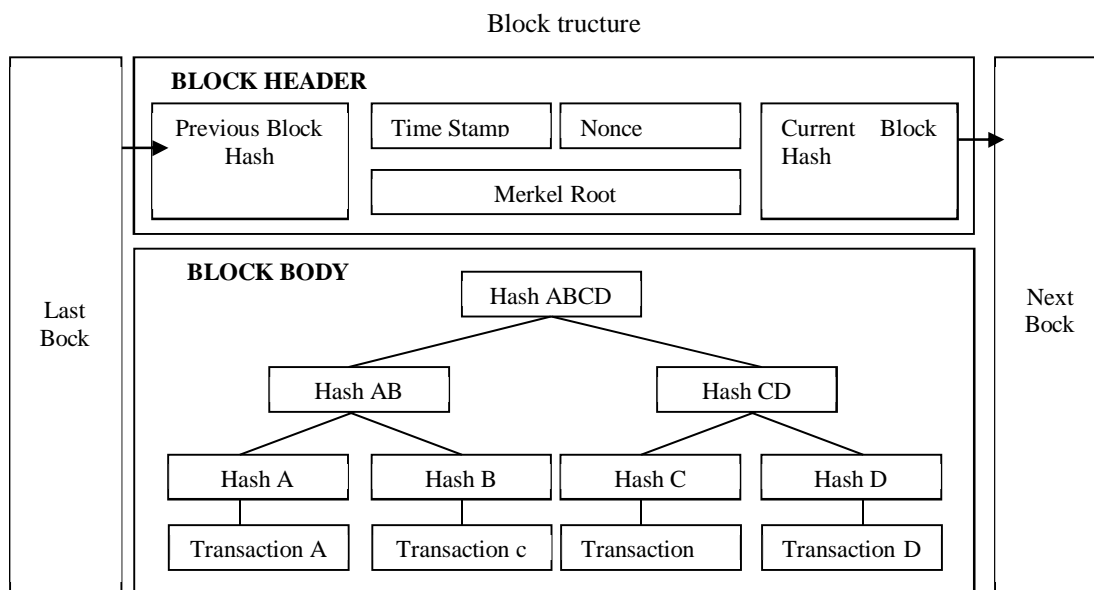 Block tructure
BLOCK HEADER
Previous Block
Hash
Time Stamp
Nonce
Current Block
Hash
Merkel Root
BLOCK BODY
Hash ABCD
Last
Bock
Next
Bock
Hash AB
Hash CD
Hash A
Hash B
Hash C
Hash D
Transaction A
Transaction c
Transaction
Transaction D